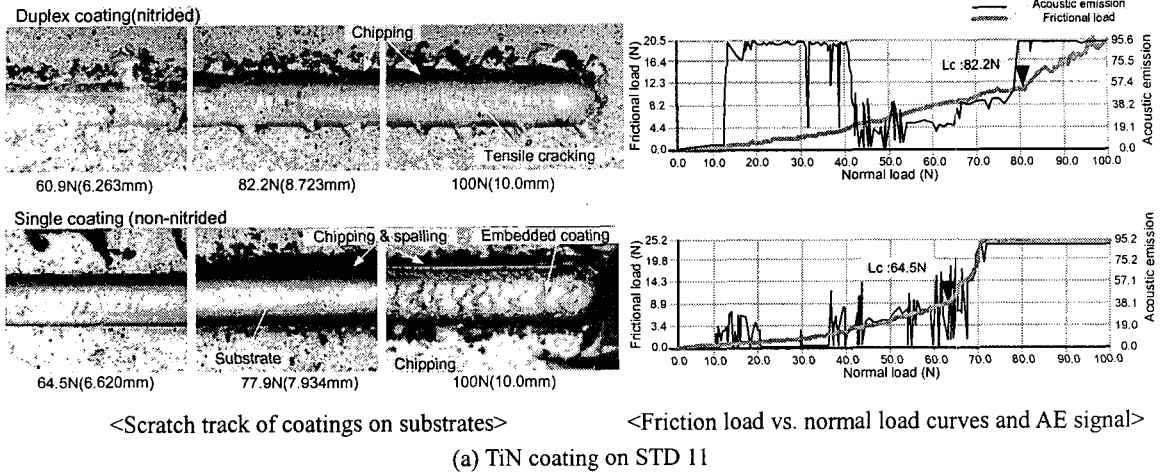 Duplex coating(nitrided)
Chipping
Tensile cracking
60.9N(6.263mm)
82.2N(8.723mm)
100N(10.0mm)
Single coating (non-nitrided
Chipping & spalling
Embedded coating
Substrate
Chipping
64.5N(6.620mm)
77.9N(7.934mm)
100N(10.0mm)
<Scratch track of coatings on substrates>
Acoustic emission
Frictional load
Frictional load (N)
20.5
16.4
12.3
8.2
4.4
0.0
Lc :82.2N
95.6
75.5
57.4
38.2
19.1
0.0
Acoustic emission
0.0 10.0 20.0 30.0 40.0 50.0 60.0 70.0 80.0 90.0 100.0
Normal load (N)
Frictional load (N)
25.2
19.8
14.3
8.9
3.4
0.0
Lc :64.5N
95.2
75.1
57.1
38.1
19.0
0.0
Acoustic emission
0.0 10.0 20.0 30.0 40.0 50.0 60.0 70.0 80.0 90.0 100.0
Normal load (N)
<Friction load vs. normal load curves and AE signal>
(a) TiN coating on STD 11